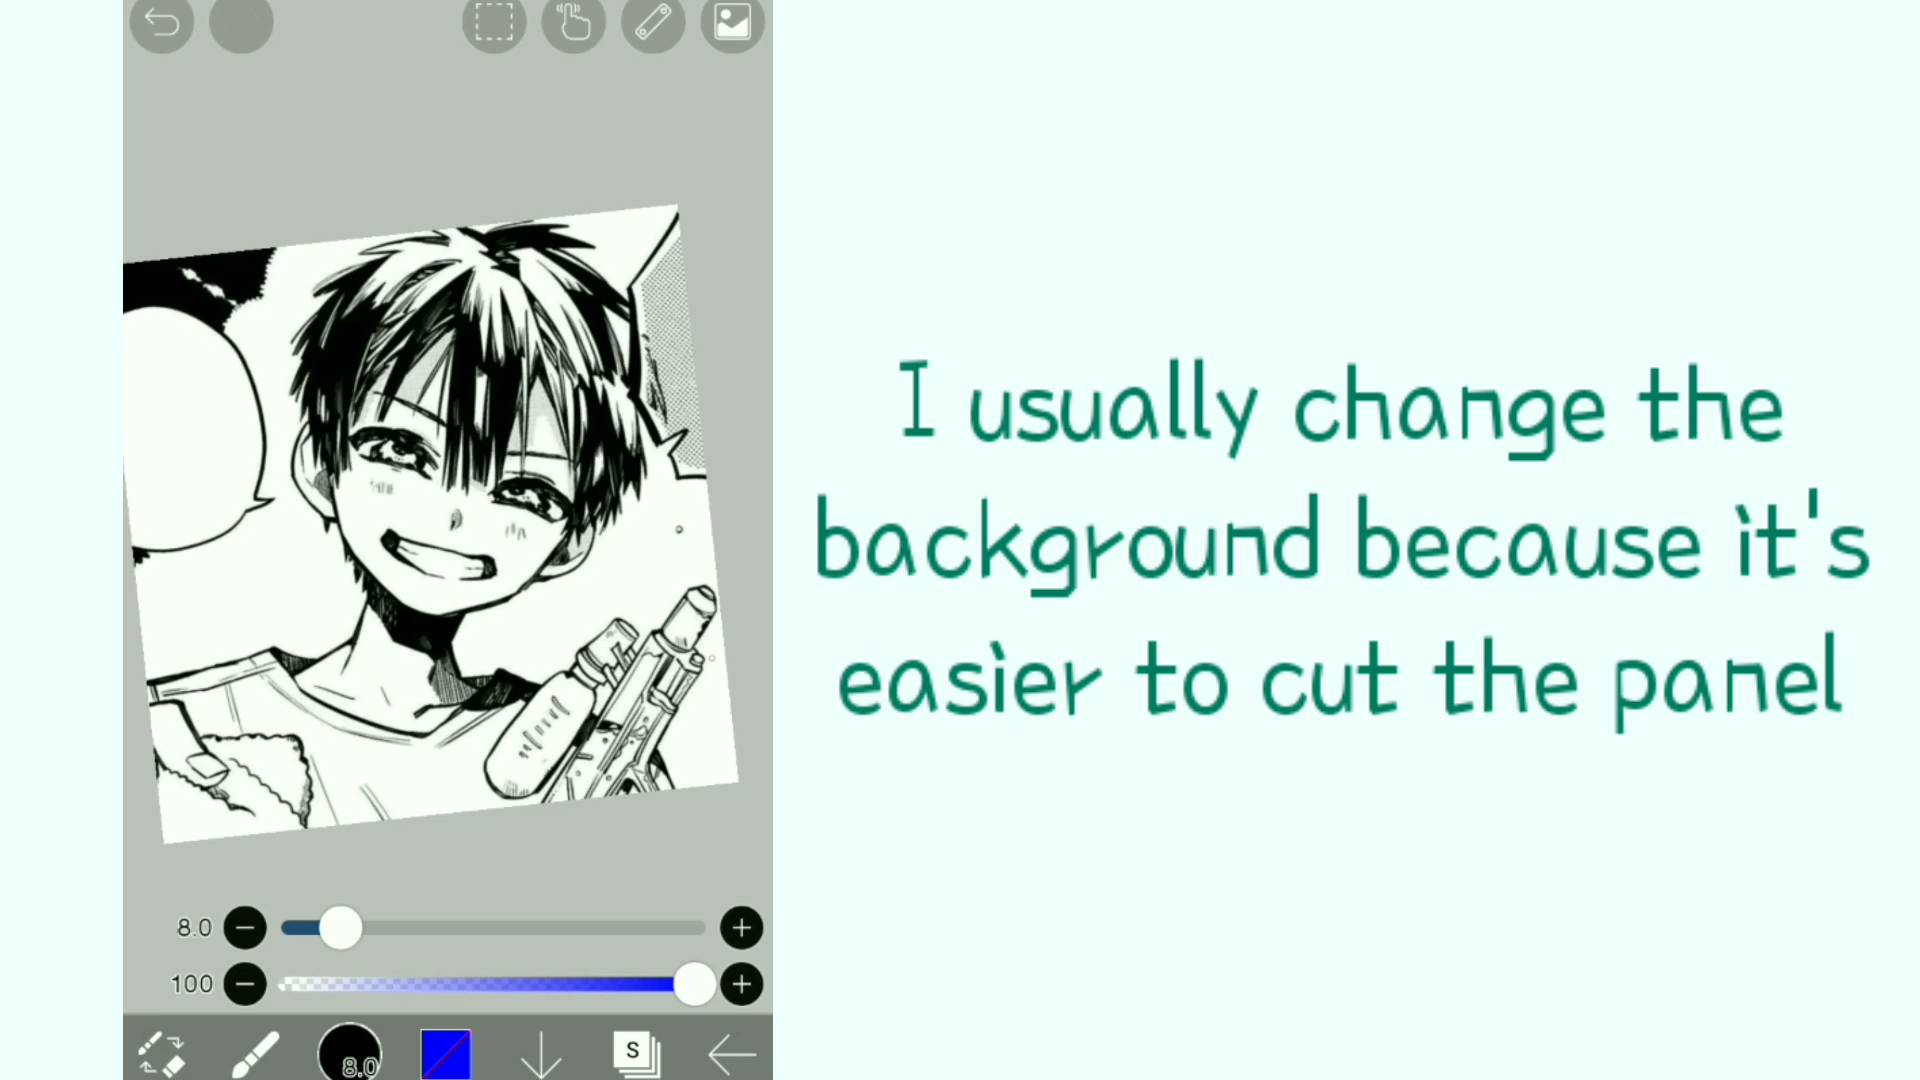 I usually change the
background because it's
easier to cut the panel
8.0
100
8.0
S